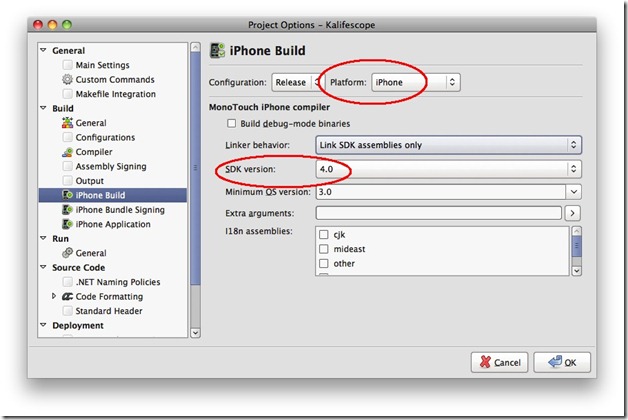 Project Options – Kalifescope
General
Main Settings
Custom Commands
Makefile Integration
Build
General
Configurations
Compiler
Assembly Signing
Output
iPhone Build
iPhone Bundle Signing
iPhone Application
Run
General
Source Code
.NET Naming Policies
Code Formatting
Standard Header
Deployment
iPhone Build
Configuration: Release Platform: iPhone
MonoTouch iPhone compiler
Build debug-mode binaries
Linker behavior: Link SDK assemblies only
SDK version: 4.0
Minimum OS version: 3.0
Extra arguments:
I18n assemblies: cjk
mideast
other
Cancel OK